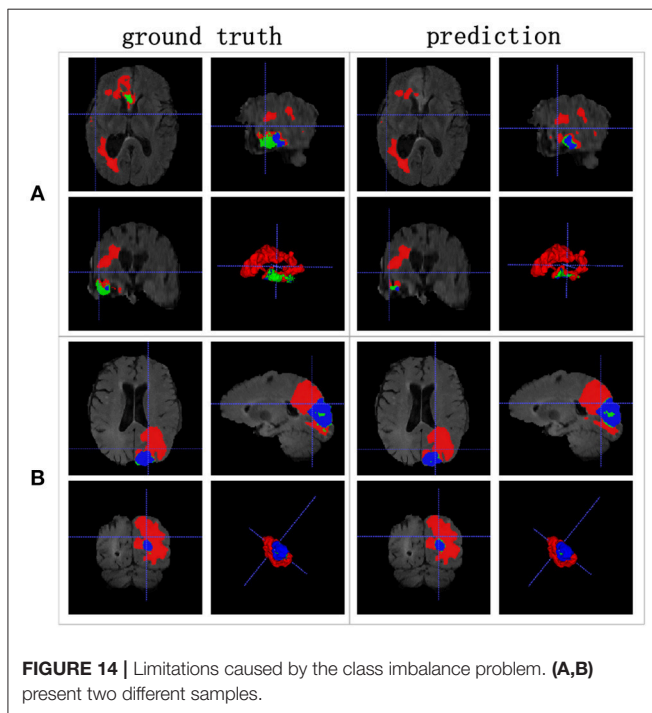 ground truth
prediction
A
B
FIGURE 14 | Limitations caused by the class imbalance problem. (A,B)
present two different samples.